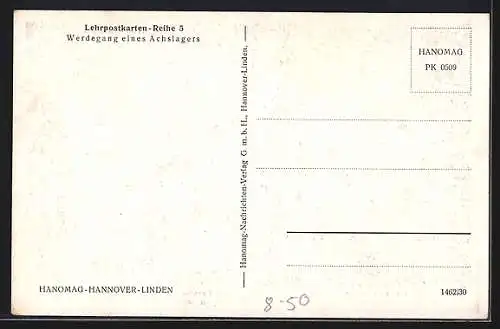 Lehrpostkarten-Reihe 5
Werdegang eines Achslagers
HANOMAG
PK 0509
Hanomag-Nachrichten-Verlag G. m. b. H., Hannover-Linden.
HANOMAG-HANNOVER-LINDEN
1462|30
8-50